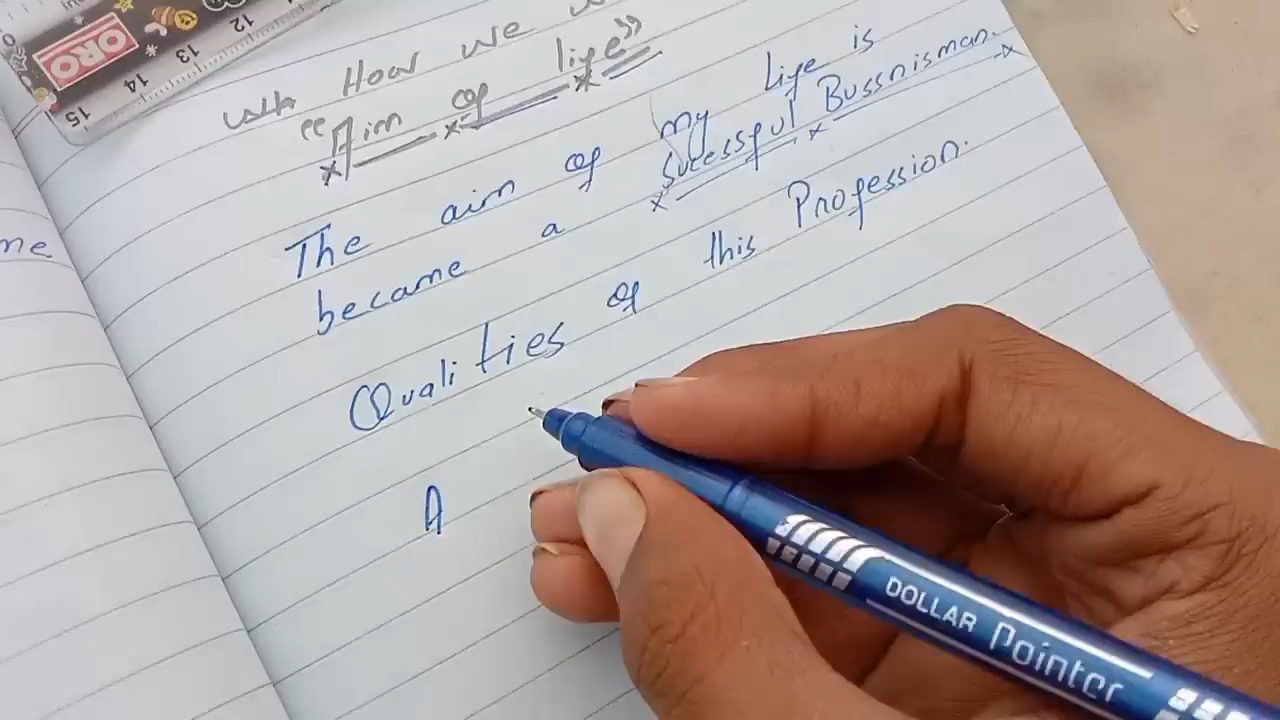 How we
"Aim of life"
The aim of my Life is
became a Sucessful Bussnisman.
Qualities of this Profession.
A
me
ORO
12
13
14
15
DOLLAR Pointer